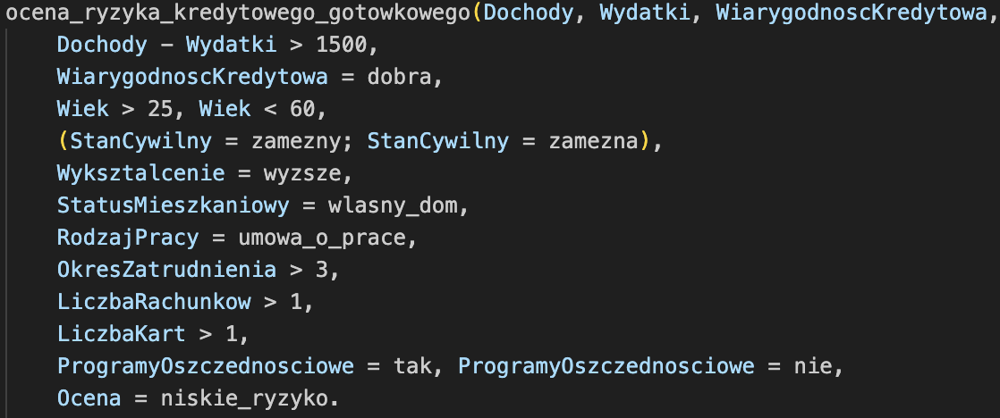 ocena_ryzyka_kredytowego_gotowkowego(Dochody, Wydatki, WiarygodnoscKredytowa,
Dochody - Wydatki > 1500,
WiarygodnoscKredytowa = dobra,
Wiek > 25, Wiek < 60,
(StanCywilny = zamezny; StanCywilny = zamezna),
Wyksztalcenie = wyzsze,
StatusMieszkaniowy = wlasny_dom,
RodzajPracy = umowa_o_prace,
OkresZatrudnienia > 3,
LiczbaRachunkow > 1,
LiczbaKart > 1,
ProgramyOszczednosciowe = tak, ProgramyOszczednosciowe = nie,
Ocena = niskie_ryzyko.